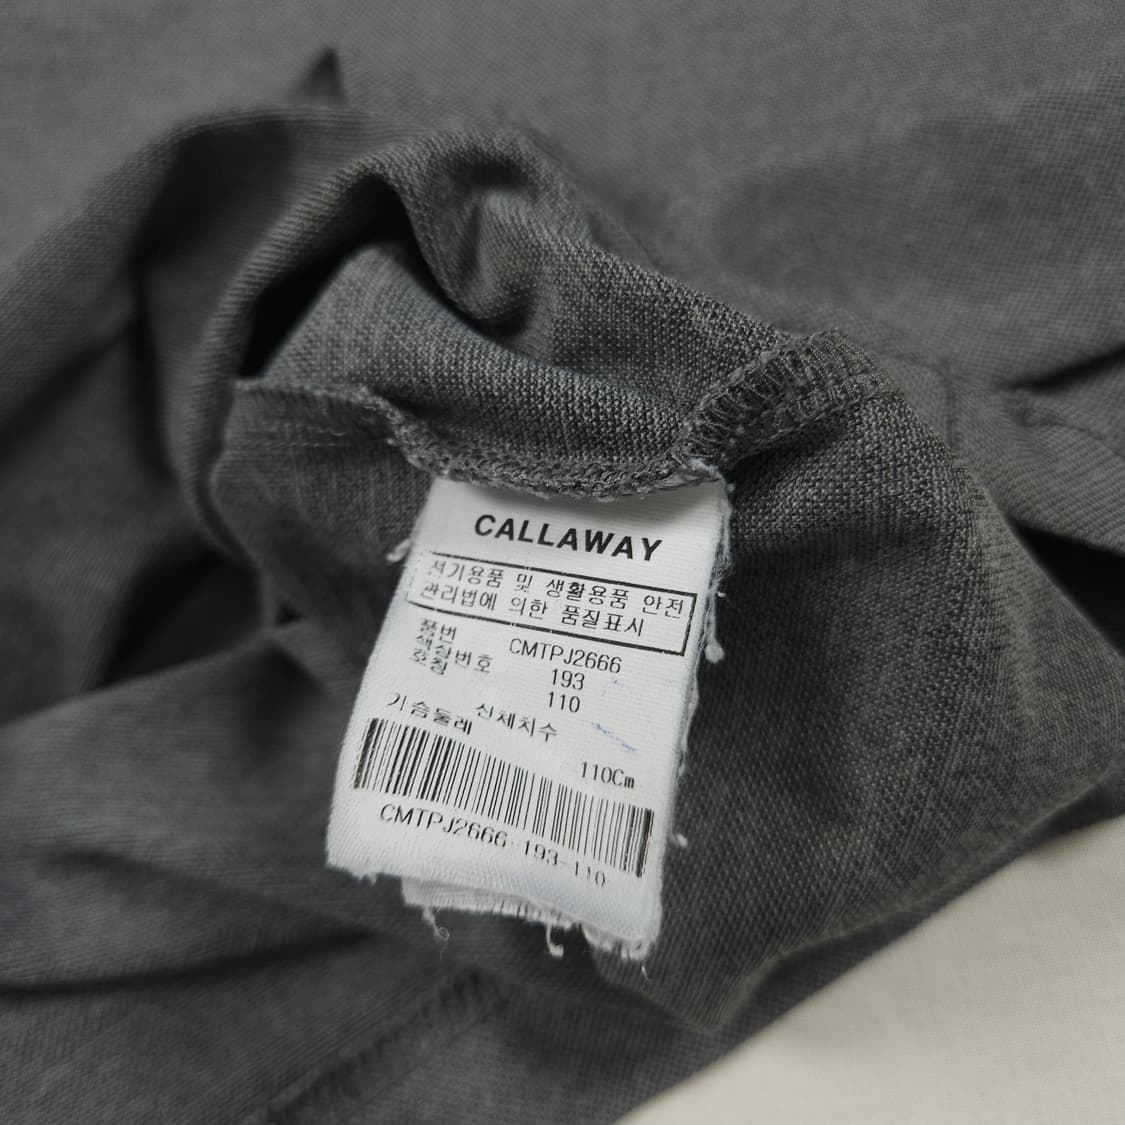 CALLAWAY
전기용품 및 생활용품 안전
관리법에 의한 품질표시
품번 CMTPJ2666
색상번호 193
호칭 110
신체치수
가슴둘레 110Cm
CMTPJ2666-193-110